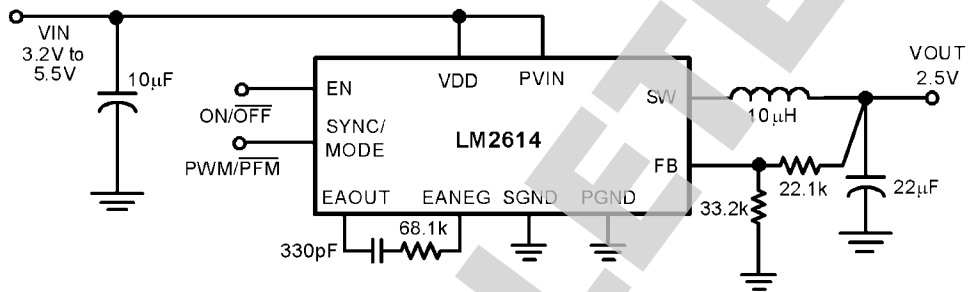 VIN
3.2V to
5.5V
10µF
VDD
PVIN
EN
ON/OFF
SYNC/
MODE
PWM/PFM
LM2614
SW
10µH
VOUT
2.5V
FB
22.1k
22µF
33.2k
EAOUT
EANEG
SGND
PGND
330pF
68.1k
LETE